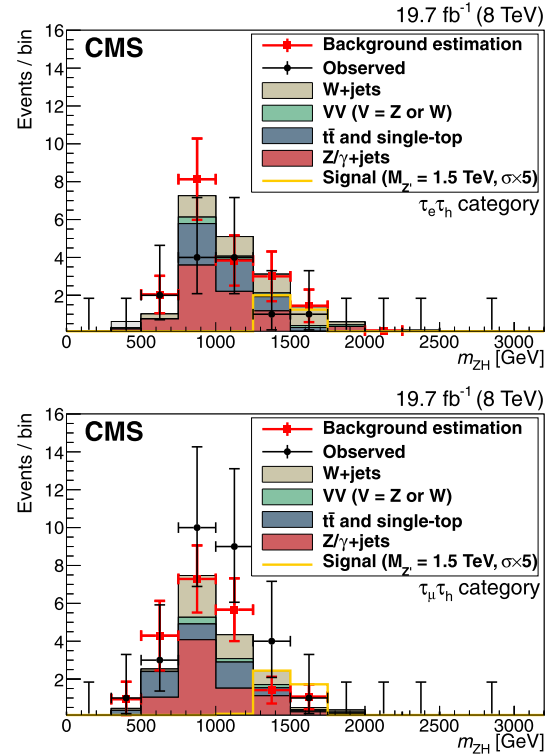 19.7 fb⁻¹ (8 TeV)
CMS
Events / bin
16
14
12
10
8
6
4
2
Background estimation
Observed
W+jets
VV (V = Z or W)
tt̄ and single-top
Z/γ+jets
Signal (M_Z' = 1.5 TeV, σ×5)
τ_e τ_h category
0 500 1000 1500 2000 2500 3000
m_ZH [GeV]
19.7 fb⁻¹ (8 TeV)
CMS
Events / bin
16
14
12
10
8
6
4
2
Background estimation
Observed
W+jets
VV (V = Z or W)
tt̄ and single-top
Z/γ+jets
Signal (M_Z' = 1.5 TeV, σ×5)
τ_μ τ_h category
0 500 1000 1500 2000 2500 3000
m_ZH [GeV]